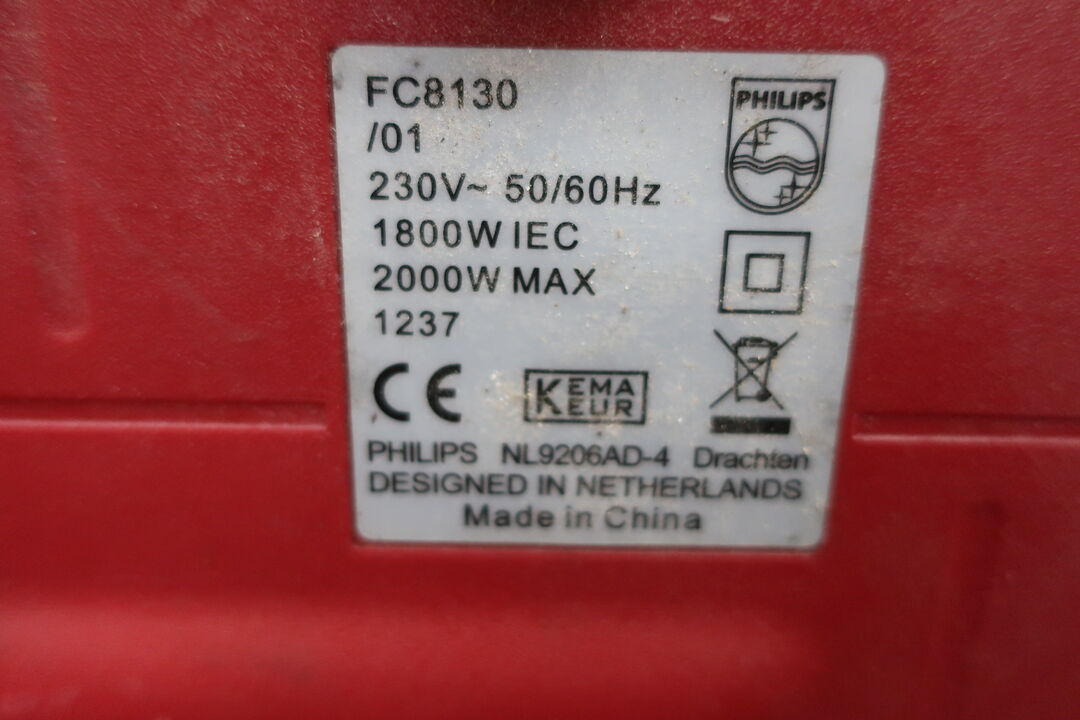 FC8130
/01
230V~ 50/60Hz
1800W IEC
2000W MAX
1237
PHILIPS
CE
KEMA
KEUR
PHILIPS NL9206AD-4 Drachten
DESIGNED IN NETHERLANDS
Made in China